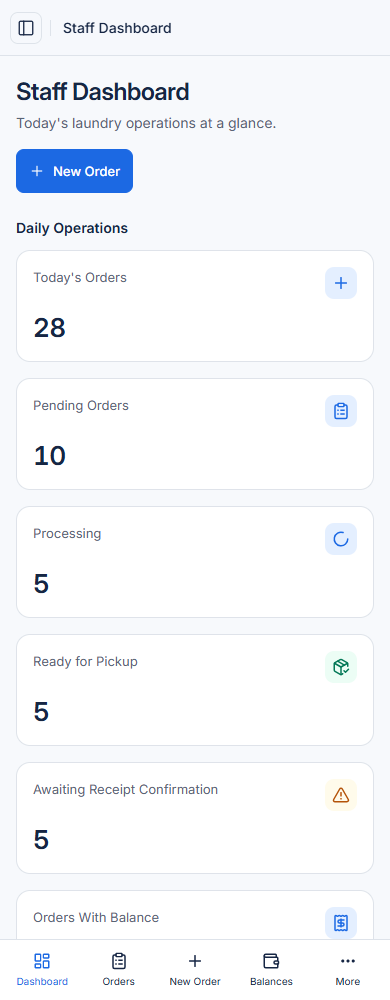 Staff Dashboard
Staff Dashboard
Today's laundry operations at a glance.
New Order
Daily Operations
Today's Orders
28
Pending Orders
10
Processing
5
Ready for Pickup
5
Awaiting Receipt Confirmation
5
Orders With Balance
Dashboard
Orders
New Order
Balances
More